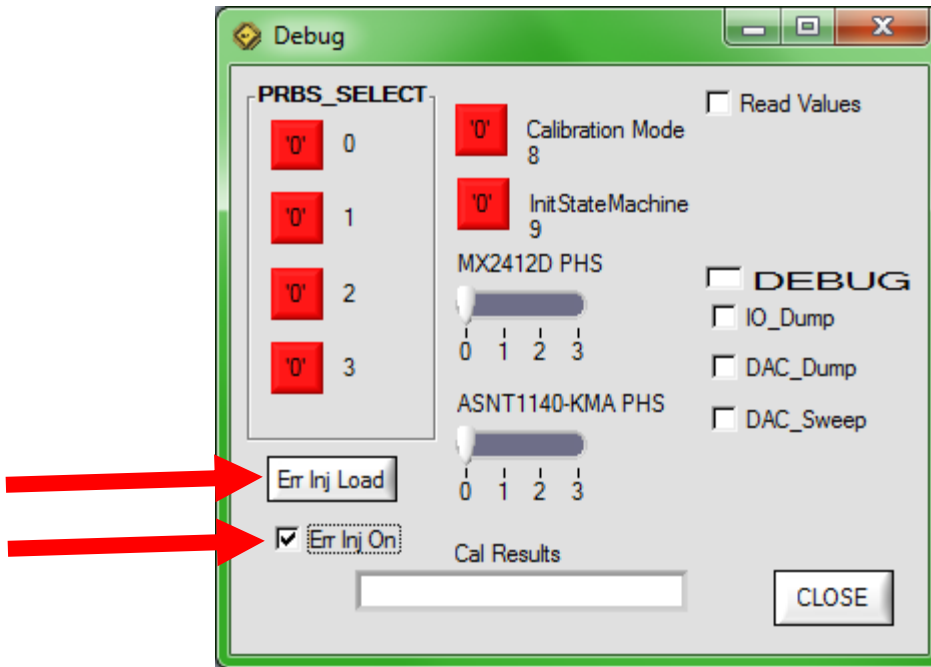 Debug
PRBS_SELECT
'0' 0
'0' 1
'0' 2
'0' 3
Err Inj Load
Err Inj On
'0' Calibration Mode
8
'0' InitStateMachine
9
MX2412D PHS
0 1 2 3
ASNT1140-KMA PHS
0 1 2 3
Cal Results
Read Values
DEBUG
IO_Dump
DAC_Dump
DAC_Sweep
CLOSE